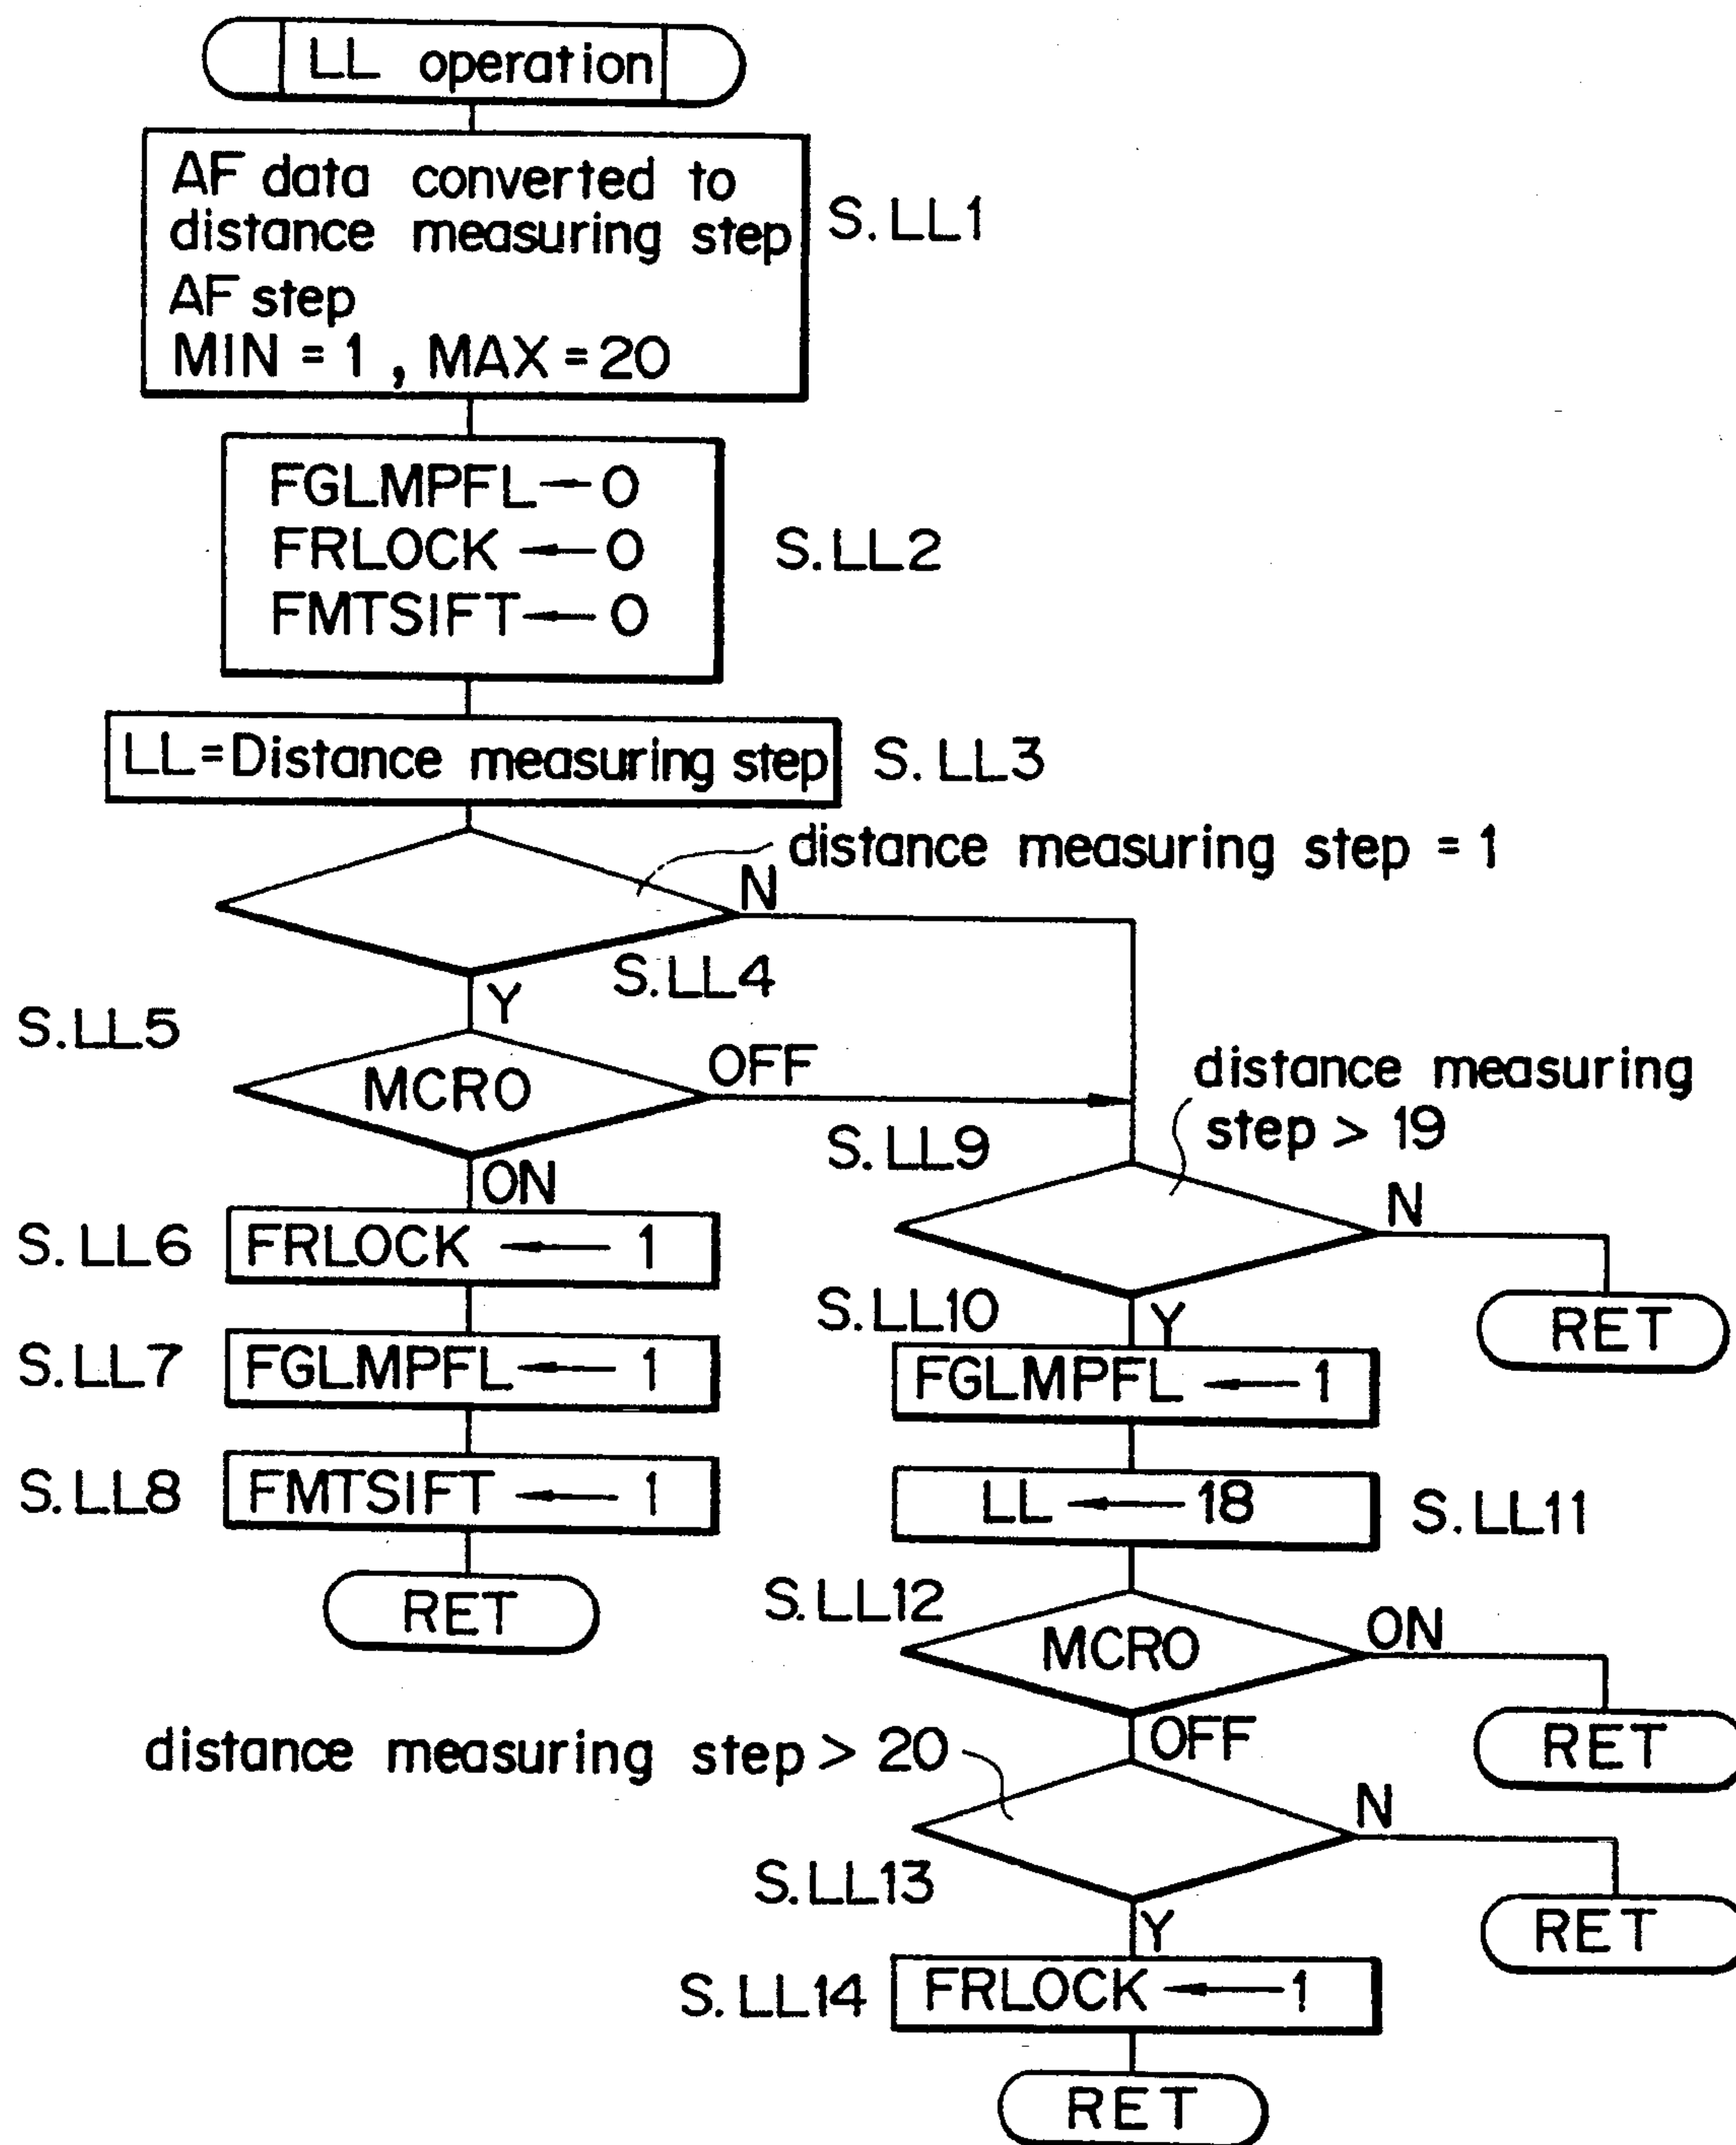 LL operation
AF data converted to
distance measuring step
AF step
MIN = 1 , MAX = 20
S.LL1
FGLMPFL ← 0
FRLOCK ← 0
FMTSIFT ← 0
S.LL2
LL=Distance measuring step
S.LL3
distance measuring step = 1
N
S.LL4
Y
S.LL5
MCRO
OFF
ON
S.LL6
FRLOCK ← 1
S.LL7
FGLMPFL ← 1
S.LL8
FMTSIFT ← 1
RET
distance measuring
step > 19
S.LL9
N
RET
S.LL10
Y
FGLMPFL ← 1
LL ← 18
S.LL11
S.LL12
MCRO
ON
RET
OFF
distance measuring step > 20
N
RET
S.LL13
Y
S.LL14
FRLOCK ← 1
RET